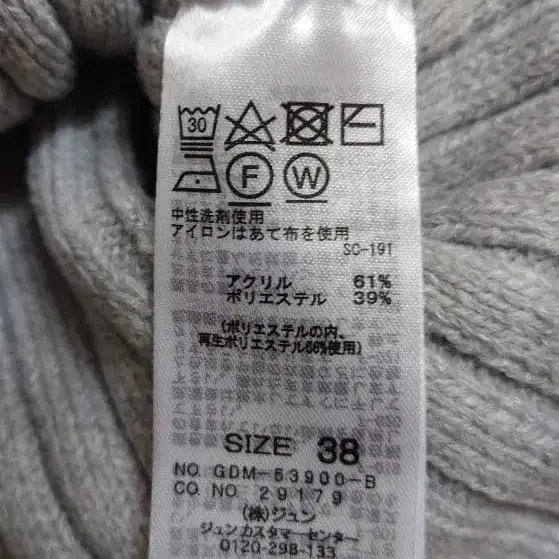 30
F W
中性洗剤使用
アイロンはあて布を使用
SC-191
アクリル 61%
ポリエステル 39%
(ポリエステルの内、
再生ポリエステル66%使用)
SIZE 38
NO. GDM-53900-B
CO. NO. 29179
(株)ジュン
ジュンカスタマーセンター
0120-298-133